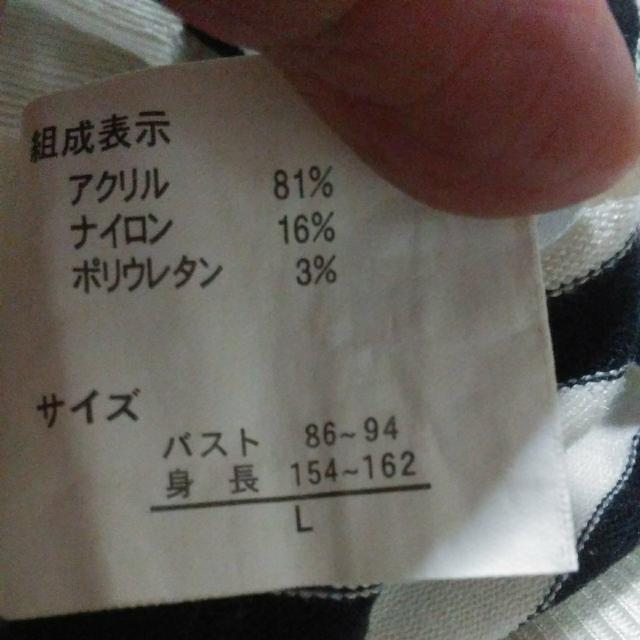 組成表示
アクリル 81%
ナイロン 16%
ポリウレタン 3%
サイズ
バスト 86~94
身長 154~162
L